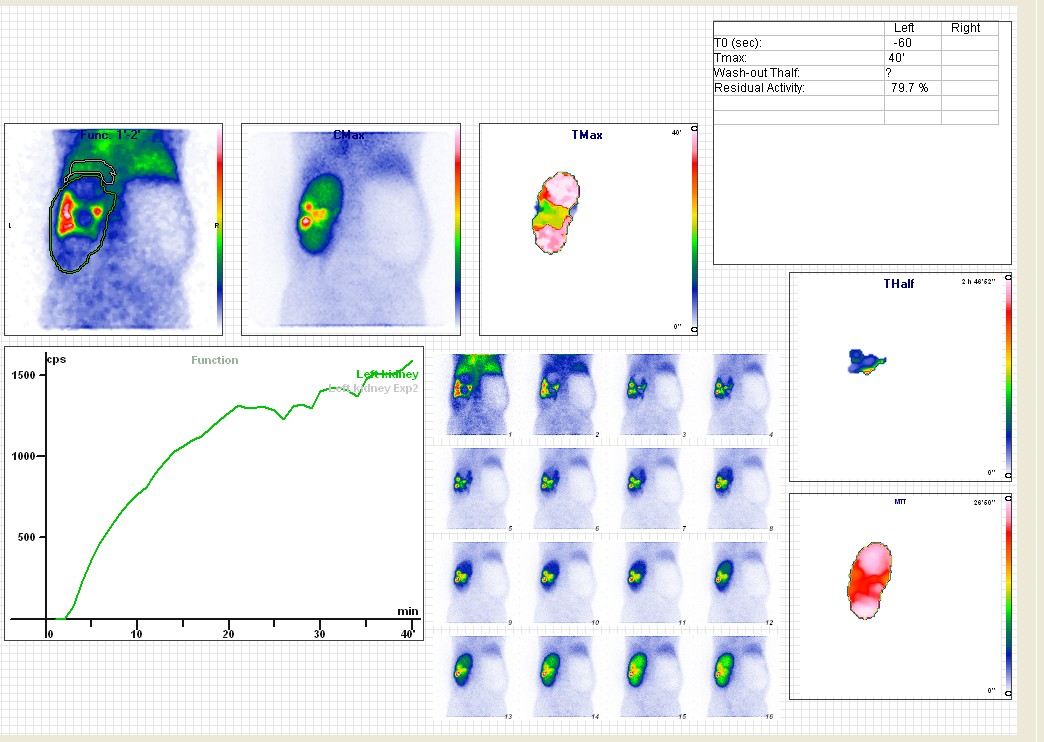 Left Right
T0 (sec): -60
Tmax: 40'
Wash-out Thalf: ?
Residual Activity: 79.7 %
Func. 1'-2'
L
R
CMax
TMax
40'
0''
THalf
2 h 46'52''
0''
MTT
26'50''
0''
cps
Function
1500
Left kidney
Left kidney Exp2
1000
500
min
0 10 20 30 40'
1 2 3 4
5 6 7 8
9 10 11 12
13 14 15 16